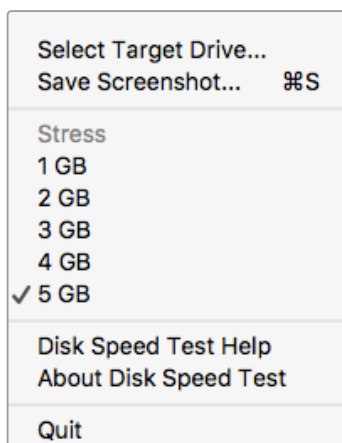 Select Target Drive...
Save Screenshot... ⌘S
Stress
1 GB
2 GB
3 GB
4 GB
✓ 5 GB
Disk Speed Test Help
About Disk Speed Test
Quit